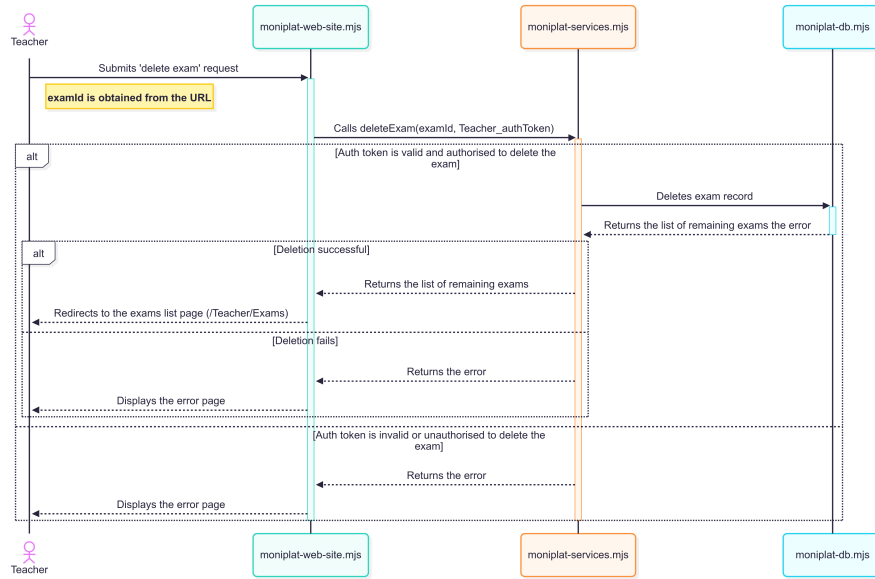 moniplat-web-site.mjs
moniplat-services.mjs
moniplat-db.mjs
Teacher
Submits 'delete exam' request
examId is obtained from the URL
Calls deleteExam(examId, Teacher_authToken)
alt
[Auth token is valid and authorised to delete the
exam]
Deletes exam record
Returns the list of remaining exams the error
alt
[Deletion successful]
Returns the list of remaining exams
Redirects to the exams list page (/Teacher/Exams)
[Deletion fails]
Returns the error
Displays the error page
[Auth token is invalid or unauthorised to delete the
exam]
Returns the error
Displays the error page
Teacher
moniplat-web-site.mjs
moniplat-services.mjs
moniplat-db.mjs